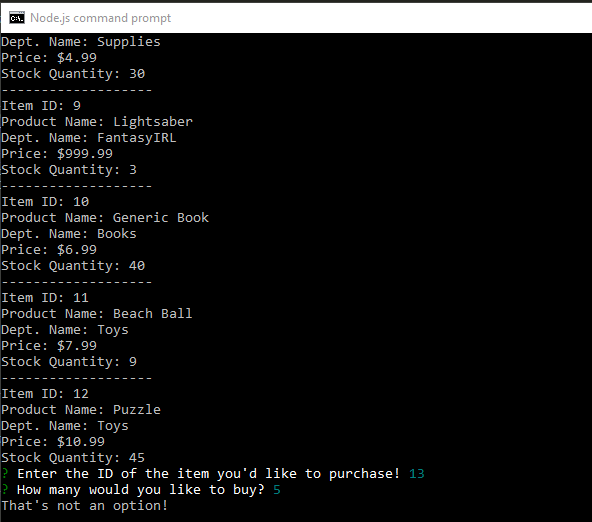 Node.js command prompt
Dept. Name: Supplies
Price: $4.99
Stock Quantity: 30
-------------------
Item ID: 9
Product Name: Lightsaber
Dept. Name: FantasyIRL
Price: $999.99
Stock Quantity: 3
-------------------
Item ID: 10
Product Name: Generic Book
Dept. Name: Books
Price: $6.99
Stock Quantity: 40
-------------------
Item ID: 11
Product Name: Beach Ball
Dept. Name: Toys
Price: $7.99
Stock Quantity: 9
-------------------
Item ID: 12
Product Name: Puzzle
Dept. Name: Toys
Price: $10.99
Stock Quantity: 45
? Enter the ID of the item you'd like to purchase! 13
? How many would you like to buy? 5
That's not an option!